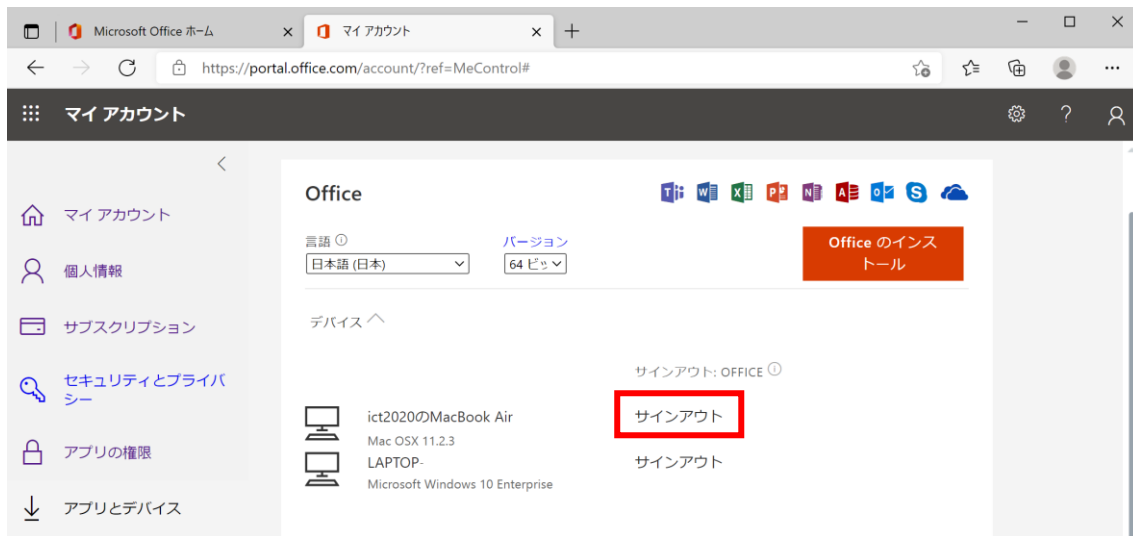 Microsoft Office ホーム
マイ アカウント
https://portal.office.com/account/?ref=MeControl#
マイ アカウント
?
マイ アカウント
個人情報
サブスクリプション
セキュリティとプライバ
シー
アプリの権限
アプリとデバイス
Office
言語
バージョン
日本語 (日本)
64 ビッ
Office のインス
トール
デバイス
サインアウト: OFFICE
ict2020のMacBook Air
サインアウト
Mac OSX 11.2.3
LAPTOP-
サインアウト
Microsoft Windows 10 Enterprise